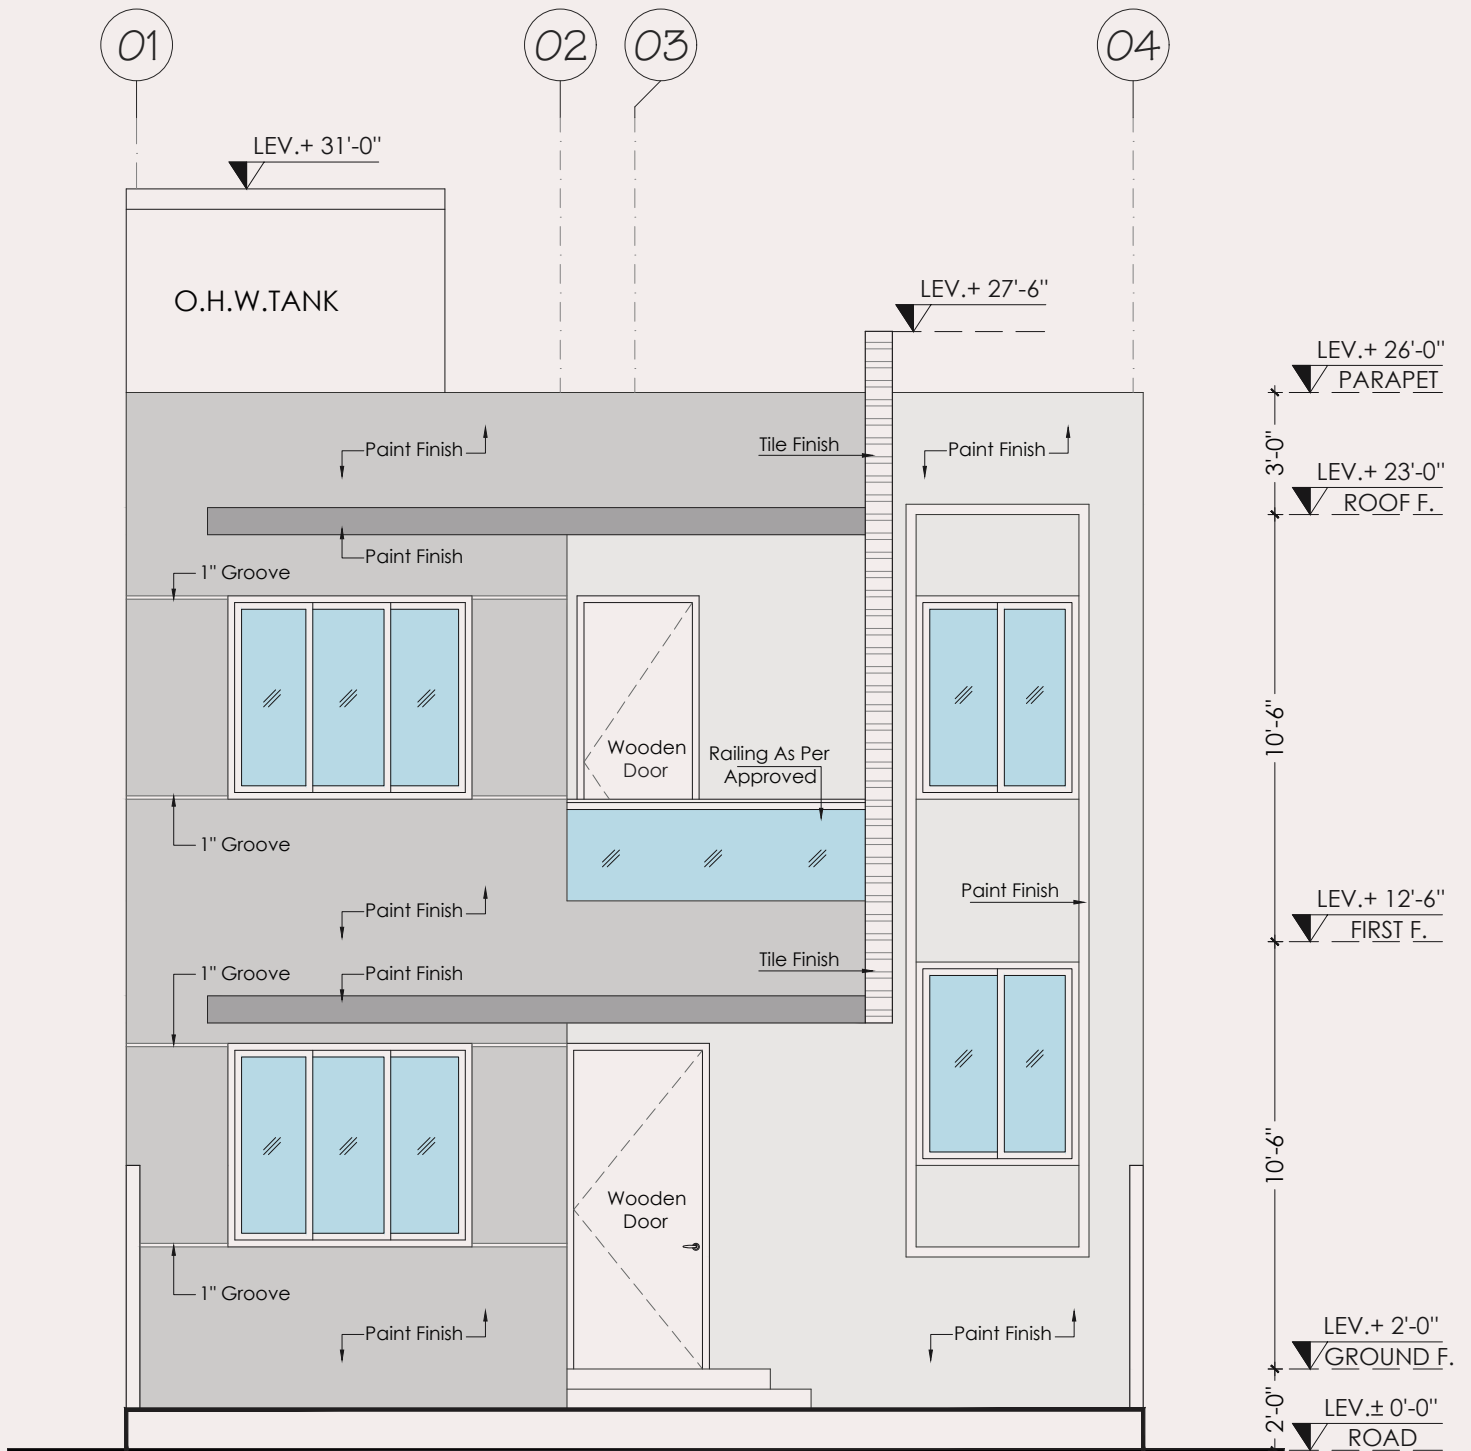 01
02
03
04
LEV.+ 31'-0"
O.H.W.TANK
LEV.+ 27'-6"
LEV.+ 26'-0"
PARAPET
3'-0"
Paint Finish
Tile Finish
Paint Finish
LEV.+ 23'-0"
ROOF F.
Paint Finish
1" Groove
10'-6"
Wooden
Door
Railing As Per
Approved
1" Groove
Paint Finish
Paint Finish
LEV.+ 12'-6"
FIRST F.
1" Groove
Paint Finish
Tile Finish
10'-6"
Wooden
Door
1" Groove
Paint Finish
Paint Finish
LEV.+ 2'-0"
GROUND F.
2'-0"
LEV.± 0'-0"
ROAD